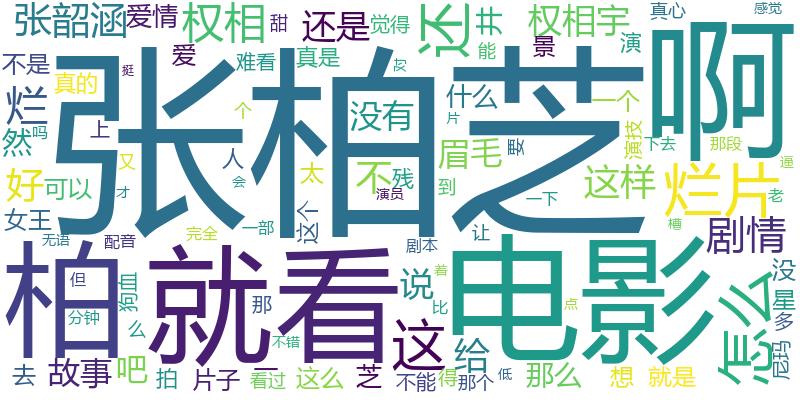 张韶涵 爱情 权相 甜 还是 觉得 还 井 权相宇 真心 感觉
不是 真的 挺 爱 难看 真是 能 景 演 啊
烂 张柏芝 没有 什么 一个
然 吗 上 个 片 下去 那段
好 可以 又 人 太 不 残 眉毛 要 演技 这样 烂片 逼
女王 才 会 这个 演员 到 一下 老
无语 配音 完全 一部 剧本 让 槽 剧情
柏 但 狗血 就 看 那 说 着 电影 怎么 没
分钟 么 不错 这 比 给 点 星 多
去 故事 吧 拍 片子 一 看过 这么 芝 不能 得 那个 低 那么 想 就是